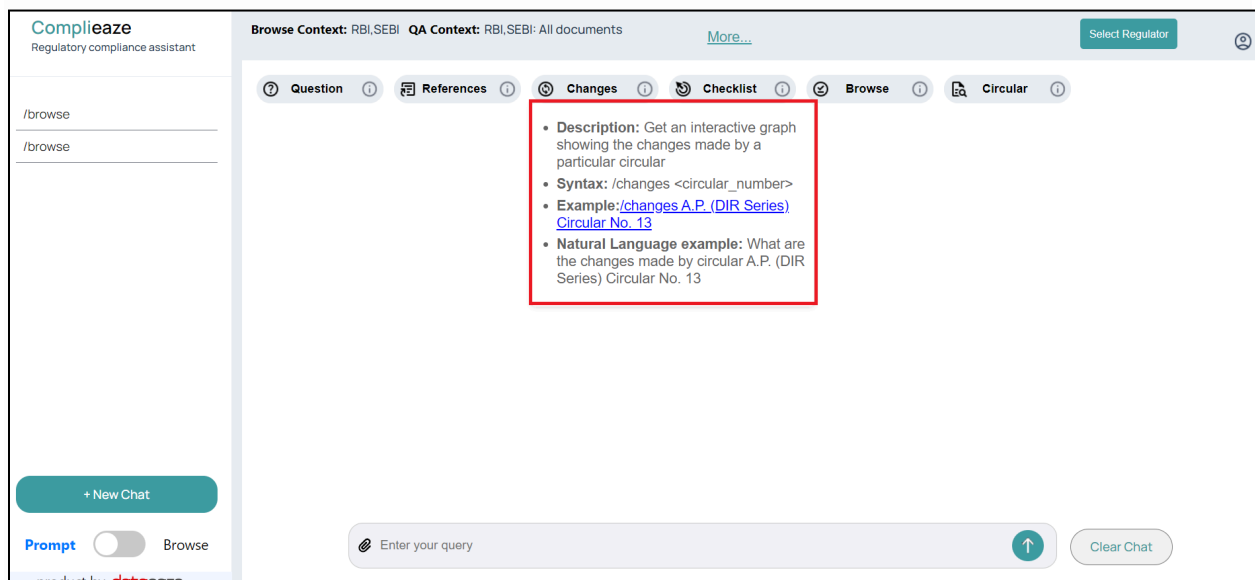 Complieaze
Regulatory compliance assistant
Browse Context: RBI,SEBI QA Context: RBI,SEBI: All documents
More...
Select Regulator
/browse
/browse
Question
References
Changes
Checklist
Browse
Circular
• Description: Get an interactive graph
showing the changes made by a
particular circular
• Syntax: /changes <circular_number>
• Example:/changes A.P. (DIR Series)
Circular No. 13
• Natural Language example: What are
the changes made by circular A.P. (DIR
Series) Circular No. 13
+ New Chat
Prompt Browse
Enter your query
Clear Chat
product by dataeaze